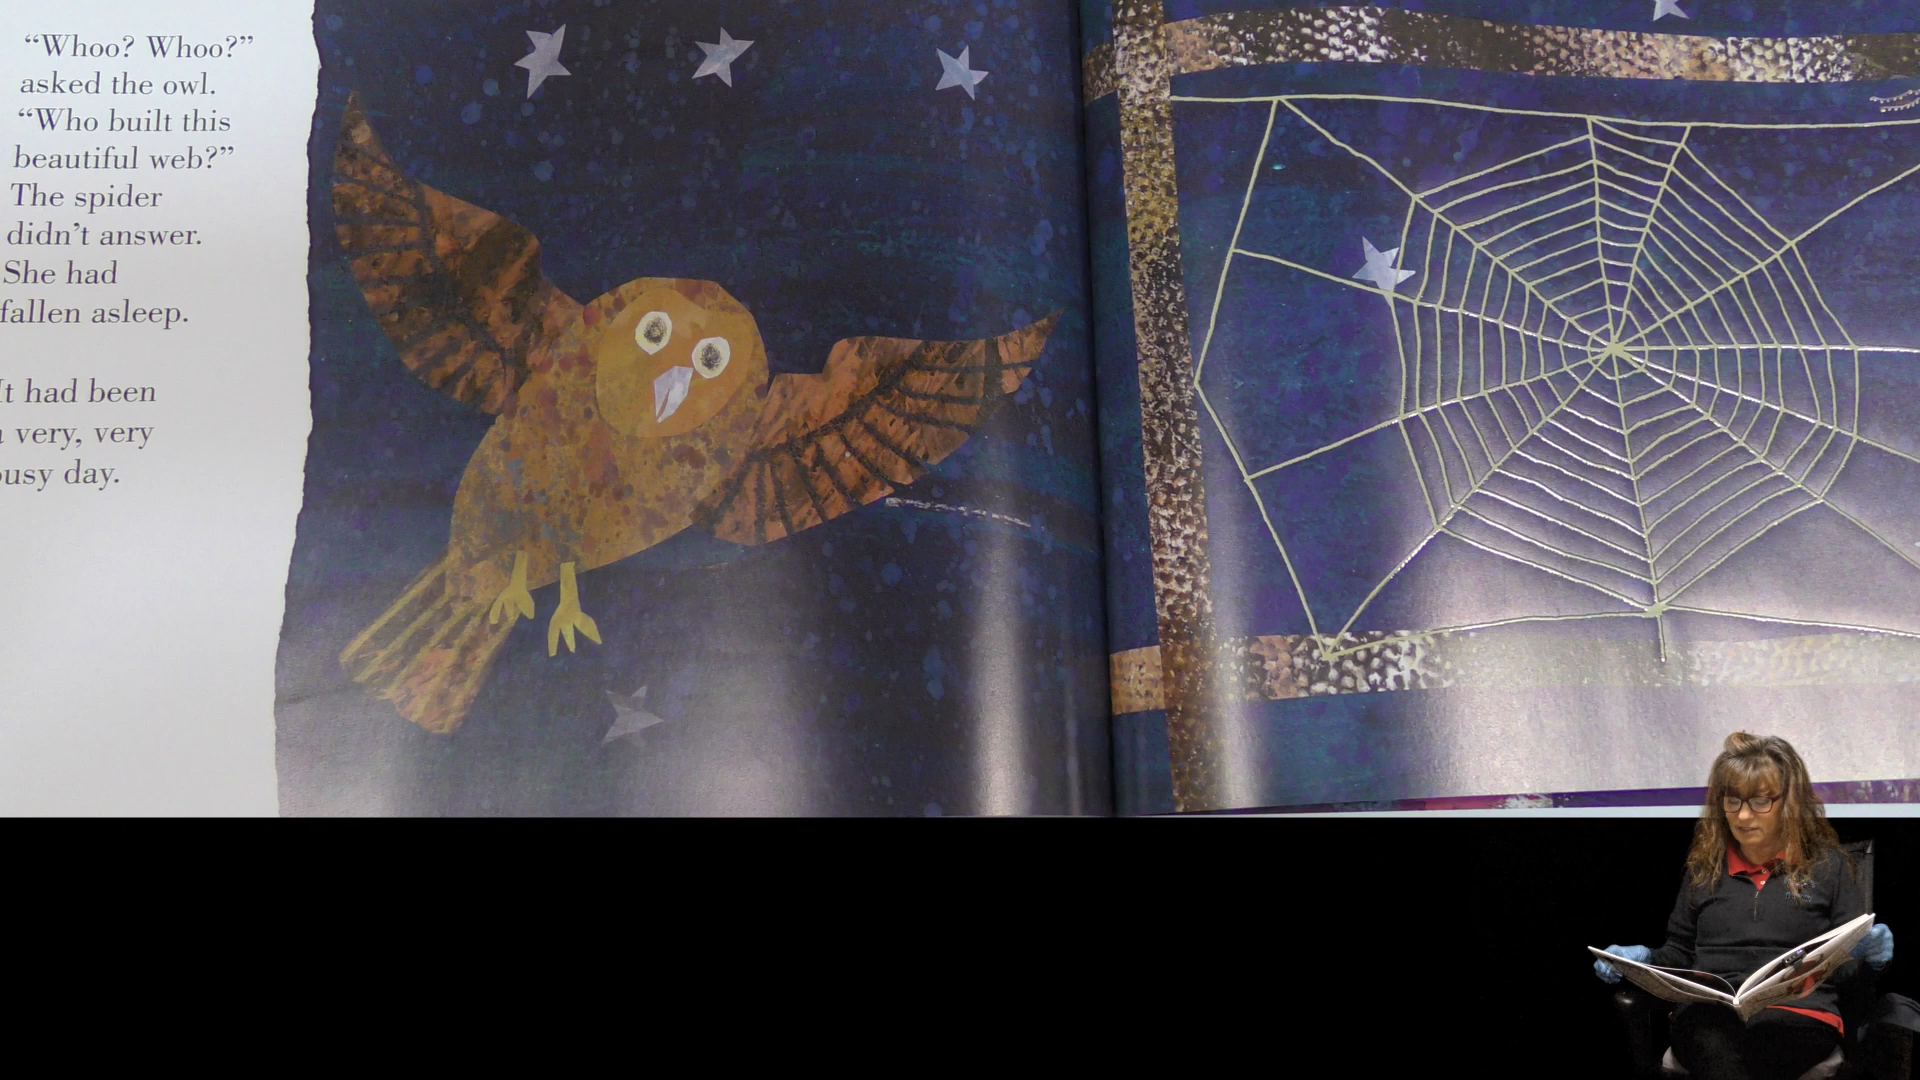 “Whoo? Whoo?”
asked the owl.
“Who built this
beautiful web?”
The spider
didn’t answer.
She had
fallen asleep.
It had been
a very, very
busy day.